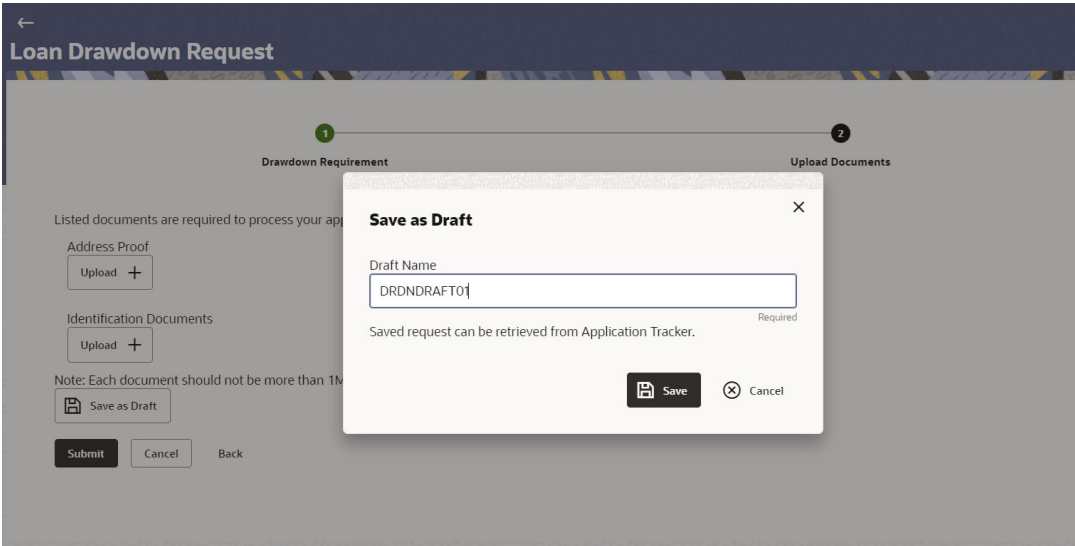 Loan Drawdown Request
1
2
Drawdown Requirement
Upload Documents
Listed documents are required to process your
Address Proof
Upload
Identification Documents
Upload
Note: Each document should not be more than
Save as Draft
Submit
Cancel
Back
Save as Draft
Draft Name
DRDNDRAFT01
Required
Saved request can be retrieved from Application Tracker.
Save
Cancel